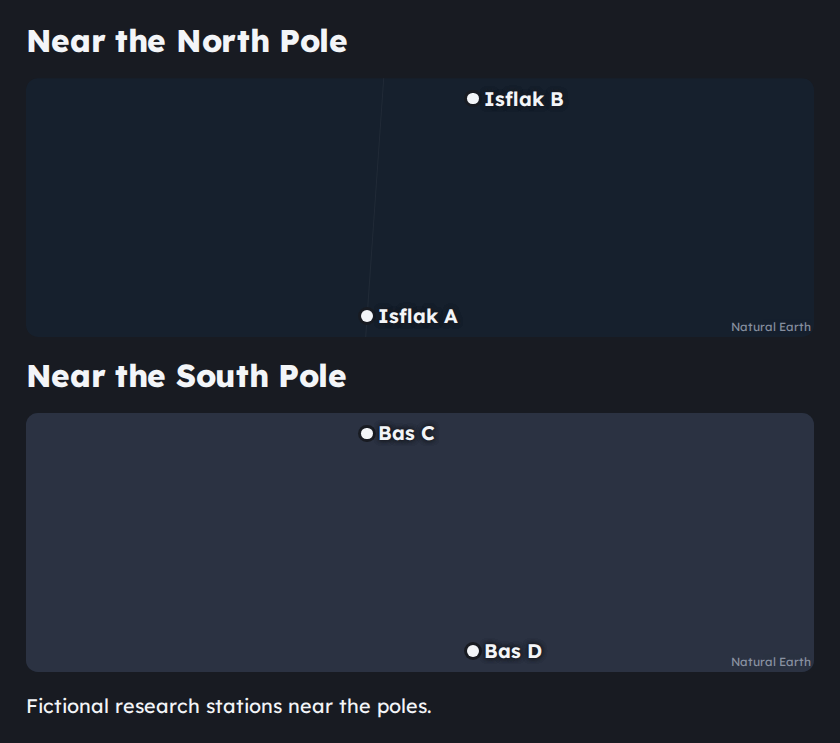 Near the North Pole
Isflak B
Isflak A
Natural Earth
Near the South Pole
Bas C
Bas D
Natural Earth
Fictional research stations near the poles.